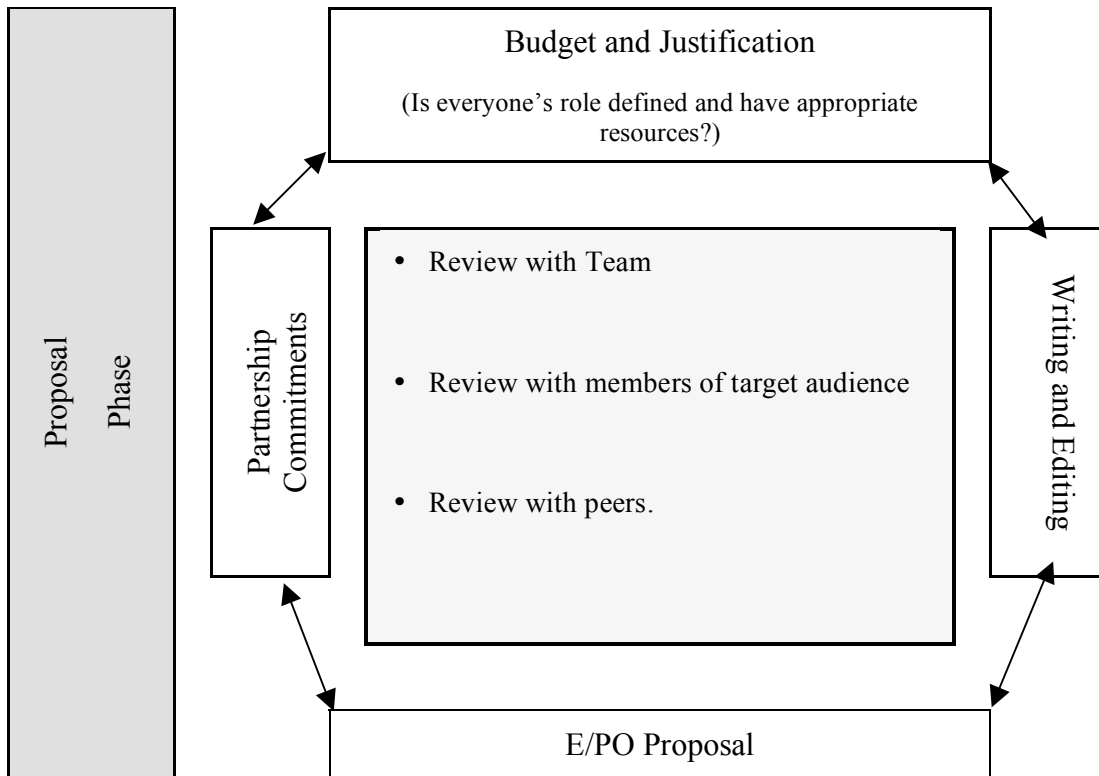 Proposal
Phase
Budget and Justification
(Is everyone’s role defined and have appropriate
resources?)
Partnership
Commitments
• Review with Team
• Review with members of target audience
• Review with peers.
Writing and Editing
E/PO Proposal